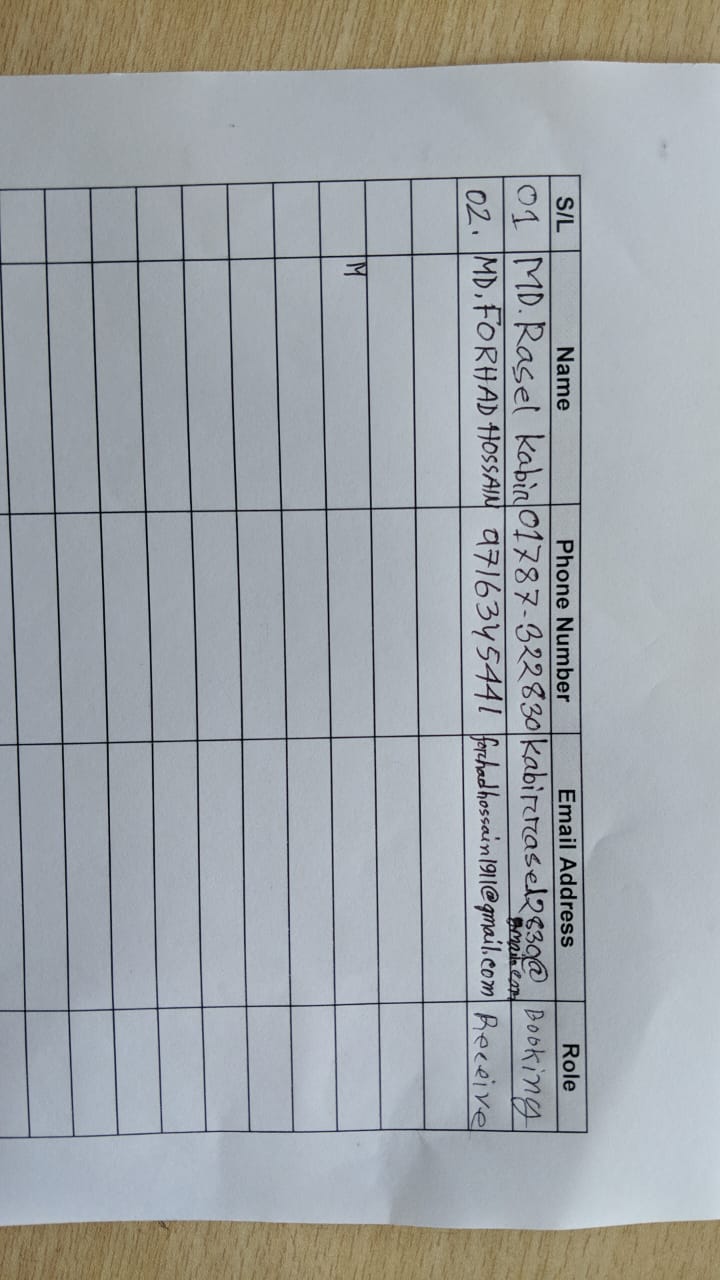 S/L Name Phone Number Email Address Role
01 MD. Rasel Kabir 01787-322830 kabirrasel2830@gmail.com Booking
02. MD. FORHAD HOSSAIN 9716345441 forhadhossain1911@gmail.com Receive
M